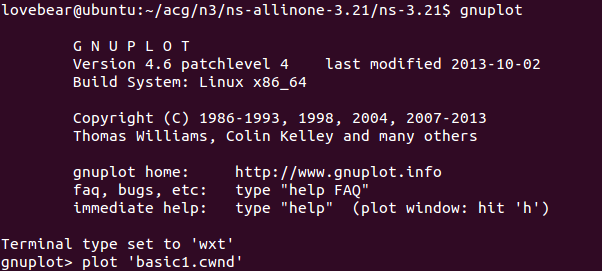 lovebear@ubuntu:~/acg/n3/ns-allinone-3.21/ns-3.21$ gnuplot
G N U P L O T
Version 4.6 patchlevel 4    last modified 2013-10-02
Build System: Linux x86_64
Copyright (C) 1986-1993, 1998, 2004, 2007-2013
Thomas Williams, Colin Kelley and many others
gnuplot home:     http://www.gnuplot.info
faq, bugs, etc:   type "help FAQ"
immediate help:   type "help"  (plot window: hit 'h')
Terminal type set to 'wxt'
gnuplot> plot 'basic1.cwnd'